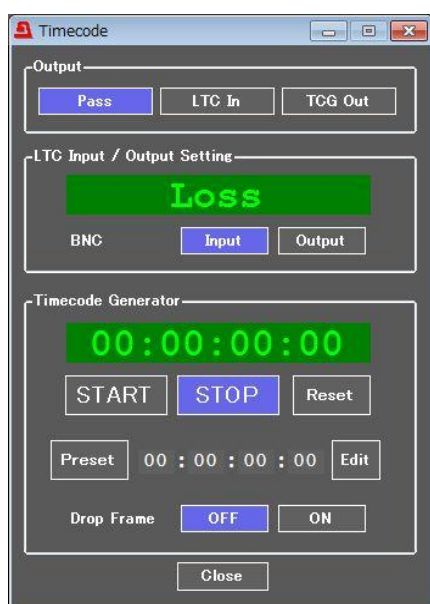 Timecode
Output
Pass LTC In TCG Out
LTC Input / Output Setting
Loss
BNC Input Output
Timecode Generator
00:00:00:00
START STOP Reset
Preset 00 : 00 : 00 : 00 Edit
Drop Frame OFF ON
Close